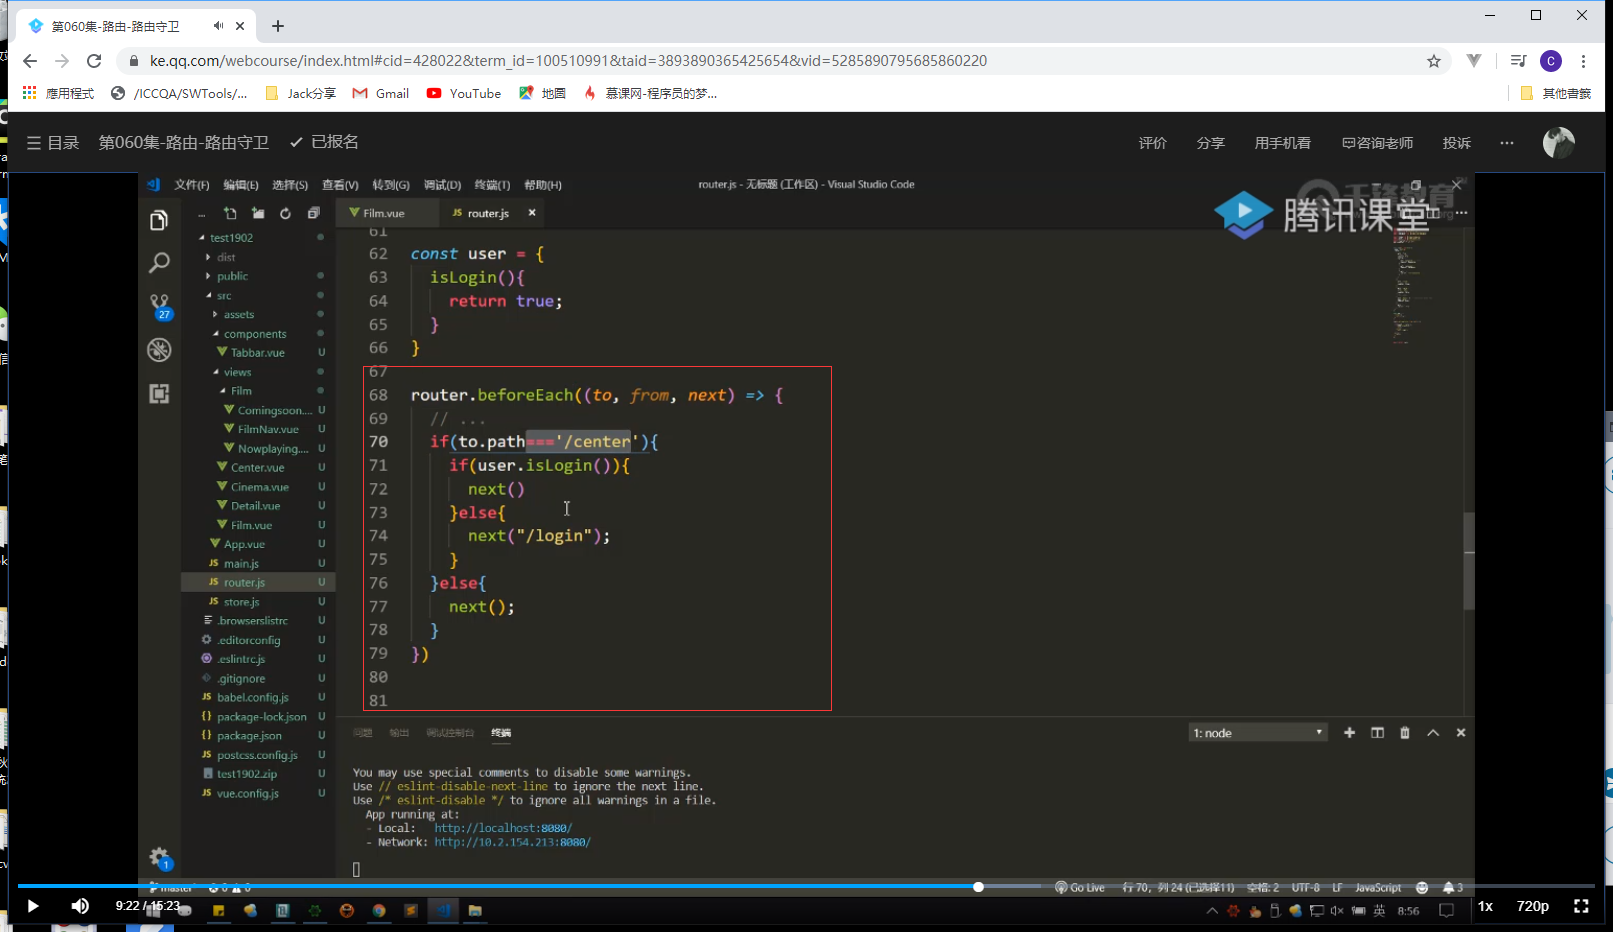 第060集-路由-路由守卫
ke.qq.com/webcourse/index.html#cid=428022&term_id=100510991&taid=3893890365425654&vid=5285890795685860220
C
應用程式 /ICCQA/SWTools/... Jack分享 Gmail YouTube 地圖 慕课网-程序员的梦... 其他書籤
目录 第060集-路由-路由守卫 已报名 评价 分享 用手机看 咨询老师 投诉 ...
文件(F) 编辑(E) 选择(S) 查看(V) 转到(G) 调试(D) 终端(T) 帮助(H) router.js - 无标题 (工作区) - Visual Studio Code
腾讯课堂
Film.vue JS router.js
test1902
dist
public
src
27
assets
components
Tabbar.vue U
views
Film
Comingsoon.... U
FilmNav.vue U
Nowplaying.... U
Center.vue U
Cinema.vue U
Detail.vue U
Film.vue U
App.vue U
JS main.js U
JS router.js U
JS store.js U
.browserslistrc U
.editorconfig U
.eslintrc.js U
.gitignore U
JS babel.config.js U
{} package-lock.json U
{} package.json U
JS postcss.config.js U
test1902.zip U
JS vue.config.js U
1
61
62 const user = {
63 isLogin(){
64 return true;
65 }
66 }
67
68 router.beforeEach((to, from, next) => {
69 // ...
70 if(to.path==='/center'){
71 if(user.isLogin()){
72 next()
73 }else{
74 next("/login");
75 }
76 }else{
77 next();
78 }
79 })
80
81
问题 输出 调试控制台 终端 1: node
You may use special comments to disable some warnings.
Use // eslint-disable-next-line to ignore the next line.
Use /* eslint-disable */ to ignore all warnings in a file.
App running at:
- Local: http://localhost:8080/
- Network: http://10.2.154.213:8080/
master 0 0 Go Live 行 70，列 24 (已选择11) 空格: 2 UTF-8 LF JavaScript 3
9:22 / 15:23 英 8:56 1x 720p